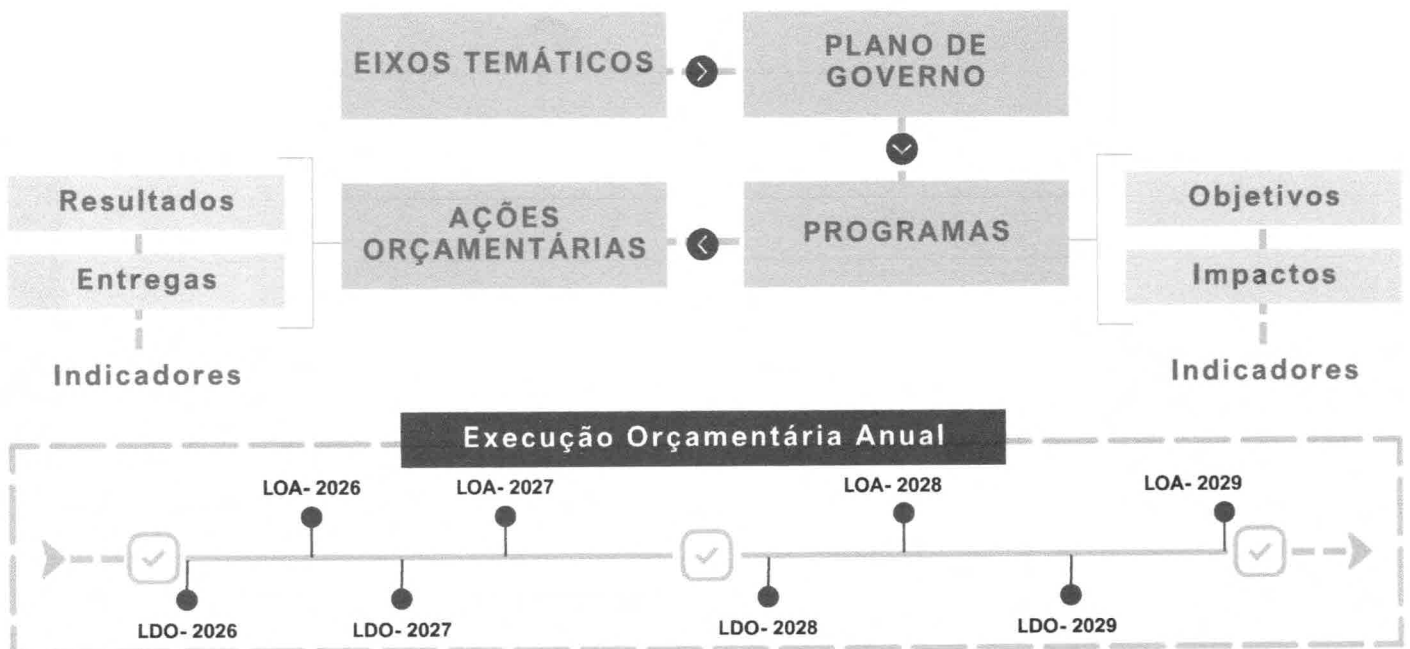 EIXOS TEMÁTICOS
PLANO DE
GOVERNO
Resultados
Entregas
Indicadores
AÇÕES
ORÇAMENTÁRIAS
PROGRAMAS
Objetivos
Impactos
Indicadores
Execução Orçamentária Anual
LOA- 2026
LOA- 2027
LOA- 2028
LOA- 2029
LDO- 2026
LDO- 2027
LDO- 2028
LDO- 2029